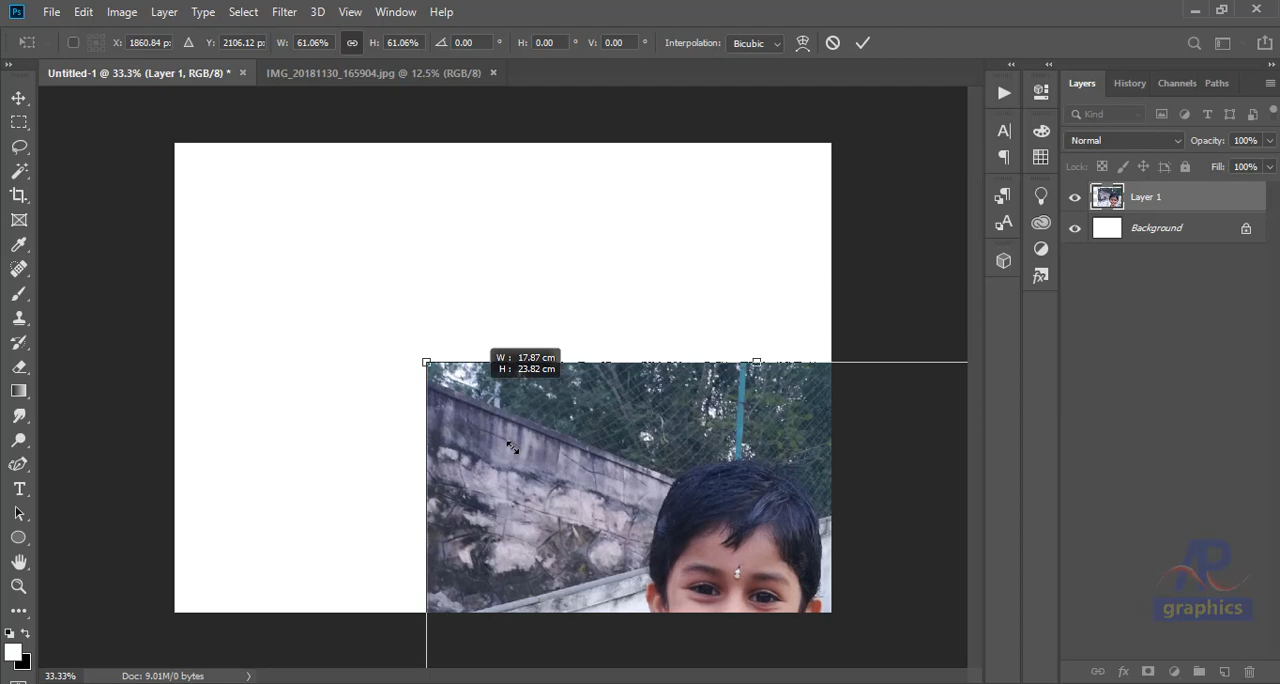 Ps File Edit Image Layer Type Select Filter 3D View Window Help
X: 1860.84 p: Y: 2106.12 p: W: 61.06% H: 61.06% 0.00 ° H: 0.00 ° V: 0.00 ° Interpolation: Bicubic
Untitled-1 @ 33.3% (Layer 1, RGB/8) * × IMG_20181130_165904.jpg @ 12.5% (RGB/8) ×
Layers History Channels Paths
Kind
Normal Opacity: 100%
Lock: Fill: 100%
Layer 1
Background
W : 17.87 cm
H : 23.82 cm
AP
graphics
33.33% Doc: 9.01M/0 bytes